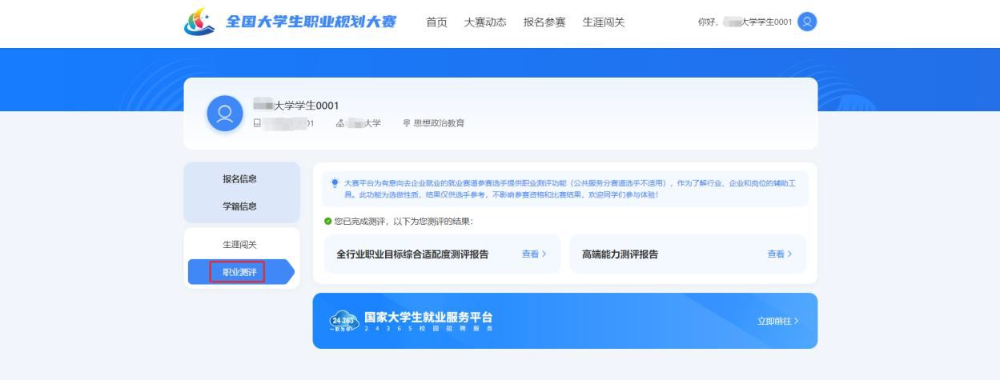 全国大学生职业规划大赛
首页 大赛动态 报名参赛 生涯闯关
你好, 大学学生0001
大学学生0001
01 大学 思想政治教育
报名信息
学籍信息
生涯闯关
职业测评
大赛平台为有意向去企业就业的就业赛道参赛选手提供职业测评功能（公共服务分赛道选手不适用），作为了解行业、企业和岗位的辅助工
具。此功能为选做性质，结果仅供选手参考，不影响参赛资格和比赛结果，欢迎同学们参与体验！
您已完成测评，以下为您测评的结果：
全行业职业目标综合适配度测评报告 查看 >
高端能力测评报告 查看 >
24365
一职为你
国家大学生就业服务平台
24365校园招聘服务
立即前往 >